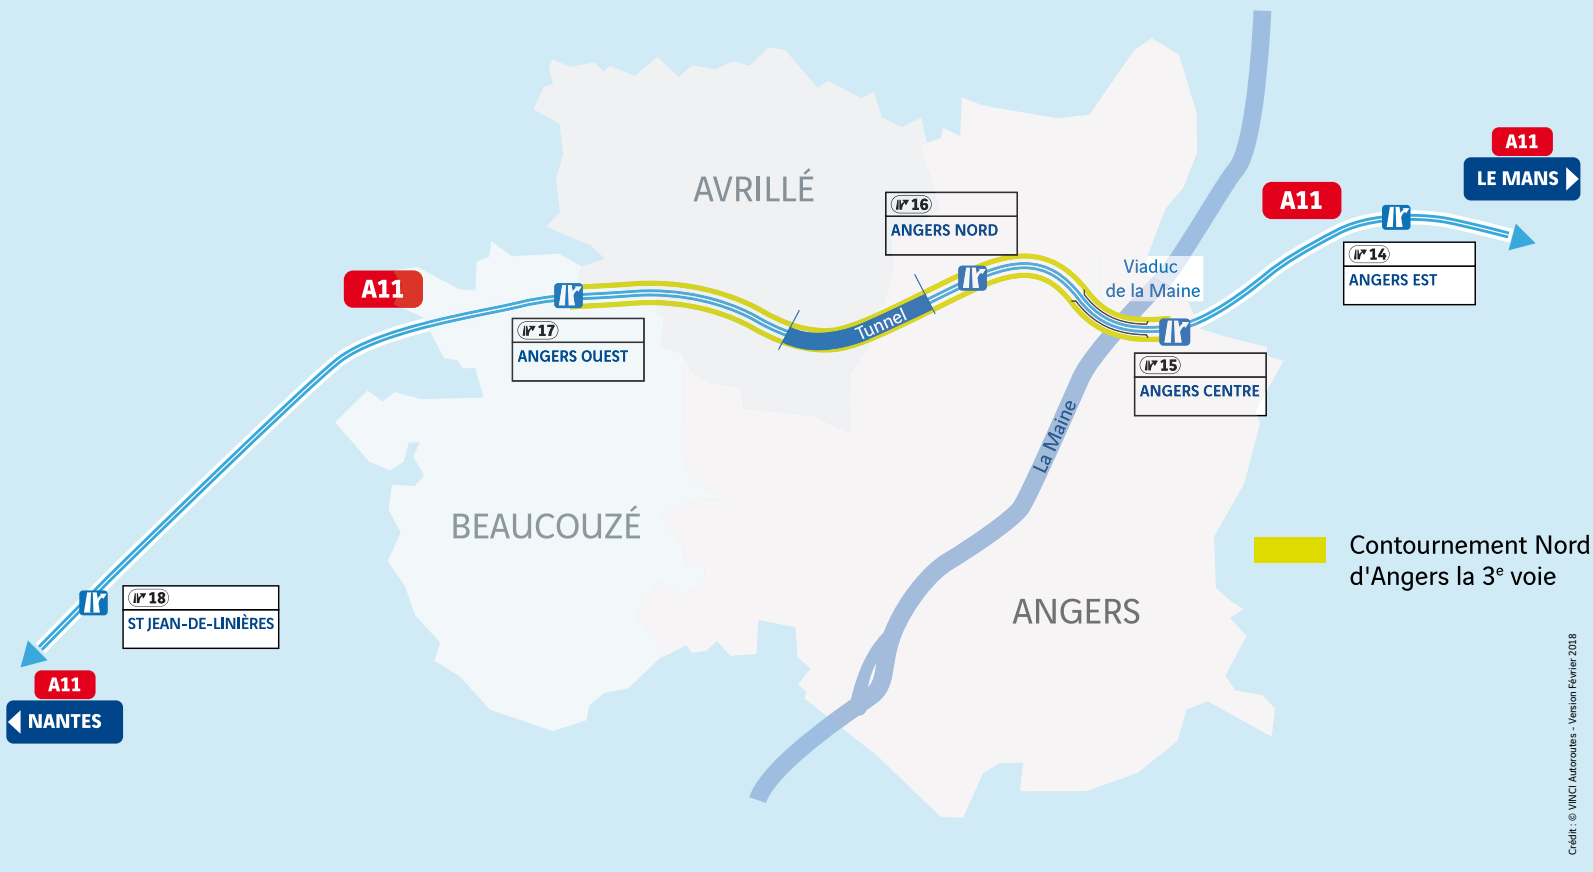 A11
LE MANS
A11
14
ANGERS EST
AVRILLÉ
16
ANGERS NORD
Viaduc
de la Maine
A11
17
ANGERS OUEST
Tunnel
15
ANGERS CENTRE
La Maine
BEAUCOUZÉ
ANGERS
Contournement Nord
d'Angers la 3e voie
18
ST JEAN-DE-LINIÈRES
A11
NANTES
Crédit : © VINCI Autoroutes - Version Février 2018